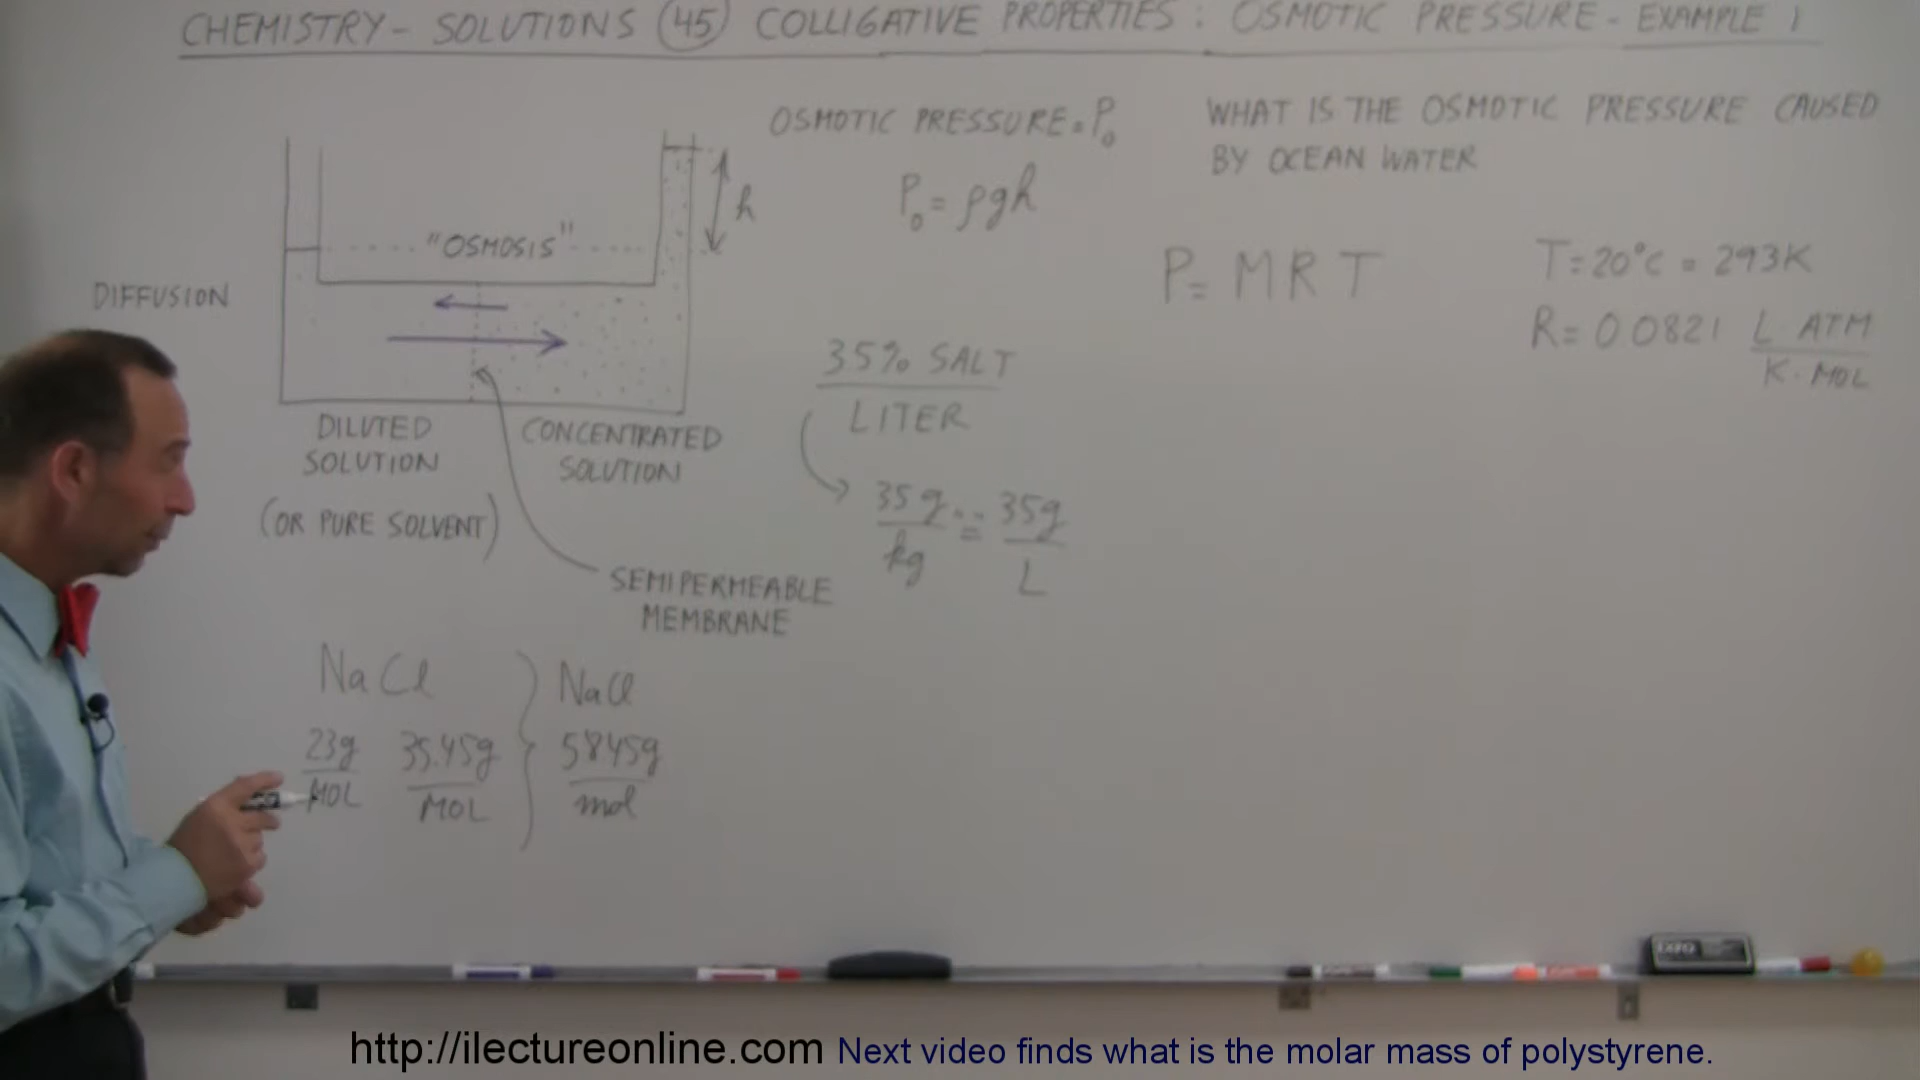 CHEMISTRY - SOLUTIONS 45 COLLIGATIVE PROPERTIES : OSMOTIC PRESSURE - EXAMPLE 1
OSMOTIC PRESSURE = P₀
P₀ = ρgh
WHAT IS THE OSMOTIC PRESSURE CAUSED
BY OCEAN WATER
"OSMOSIS"
h
DIFFUSION
P = MRT
T = 20°C = 293K
R = 0.0821 L · ATM
K · MOL
DILUTED
SOLUTION
(OR PURE SOLVENT)
CONCENTRATED
SOLUTION
SEMIPERMEABLE
MEMBRANE
3.5% SALT
LITER
35g ≈ 35g
kg L
NaCl NaCl
23g 35.45g 58.45g
MOL MOL mol
EXPO
http://ilectureonline.com Next video finds what is the molar mass of polystyrene.